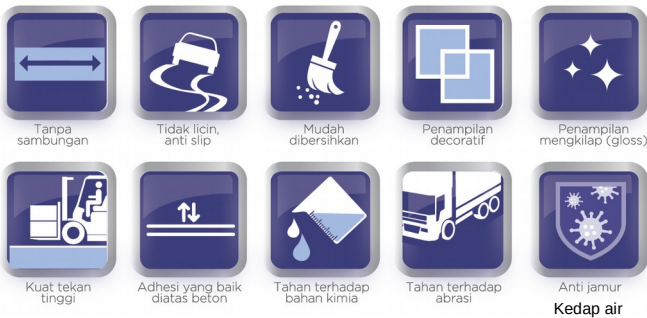 Tanpa
sambungan
Tidak licin,
anti slip
Mudah
dibersihkan
Penampilan
decoratif
Penampilan
mengkilap (gloss)
Kuat tekan
tinggi
Adhesi yang baik
diatas beton
Tahan terhadap
bahan kimia
Tahan terhadap
abrasi
Anti jamur
Kedap air